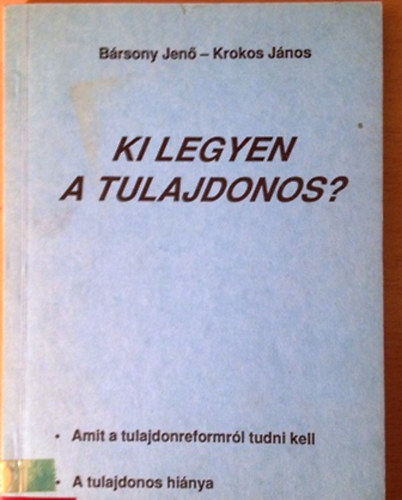 Bársony Jenő – Krokos János
KI LEGYEN
A TULAJDONOS?
• Amit a tulajdonreformról tudni kell
• A tulajdonos hiánya